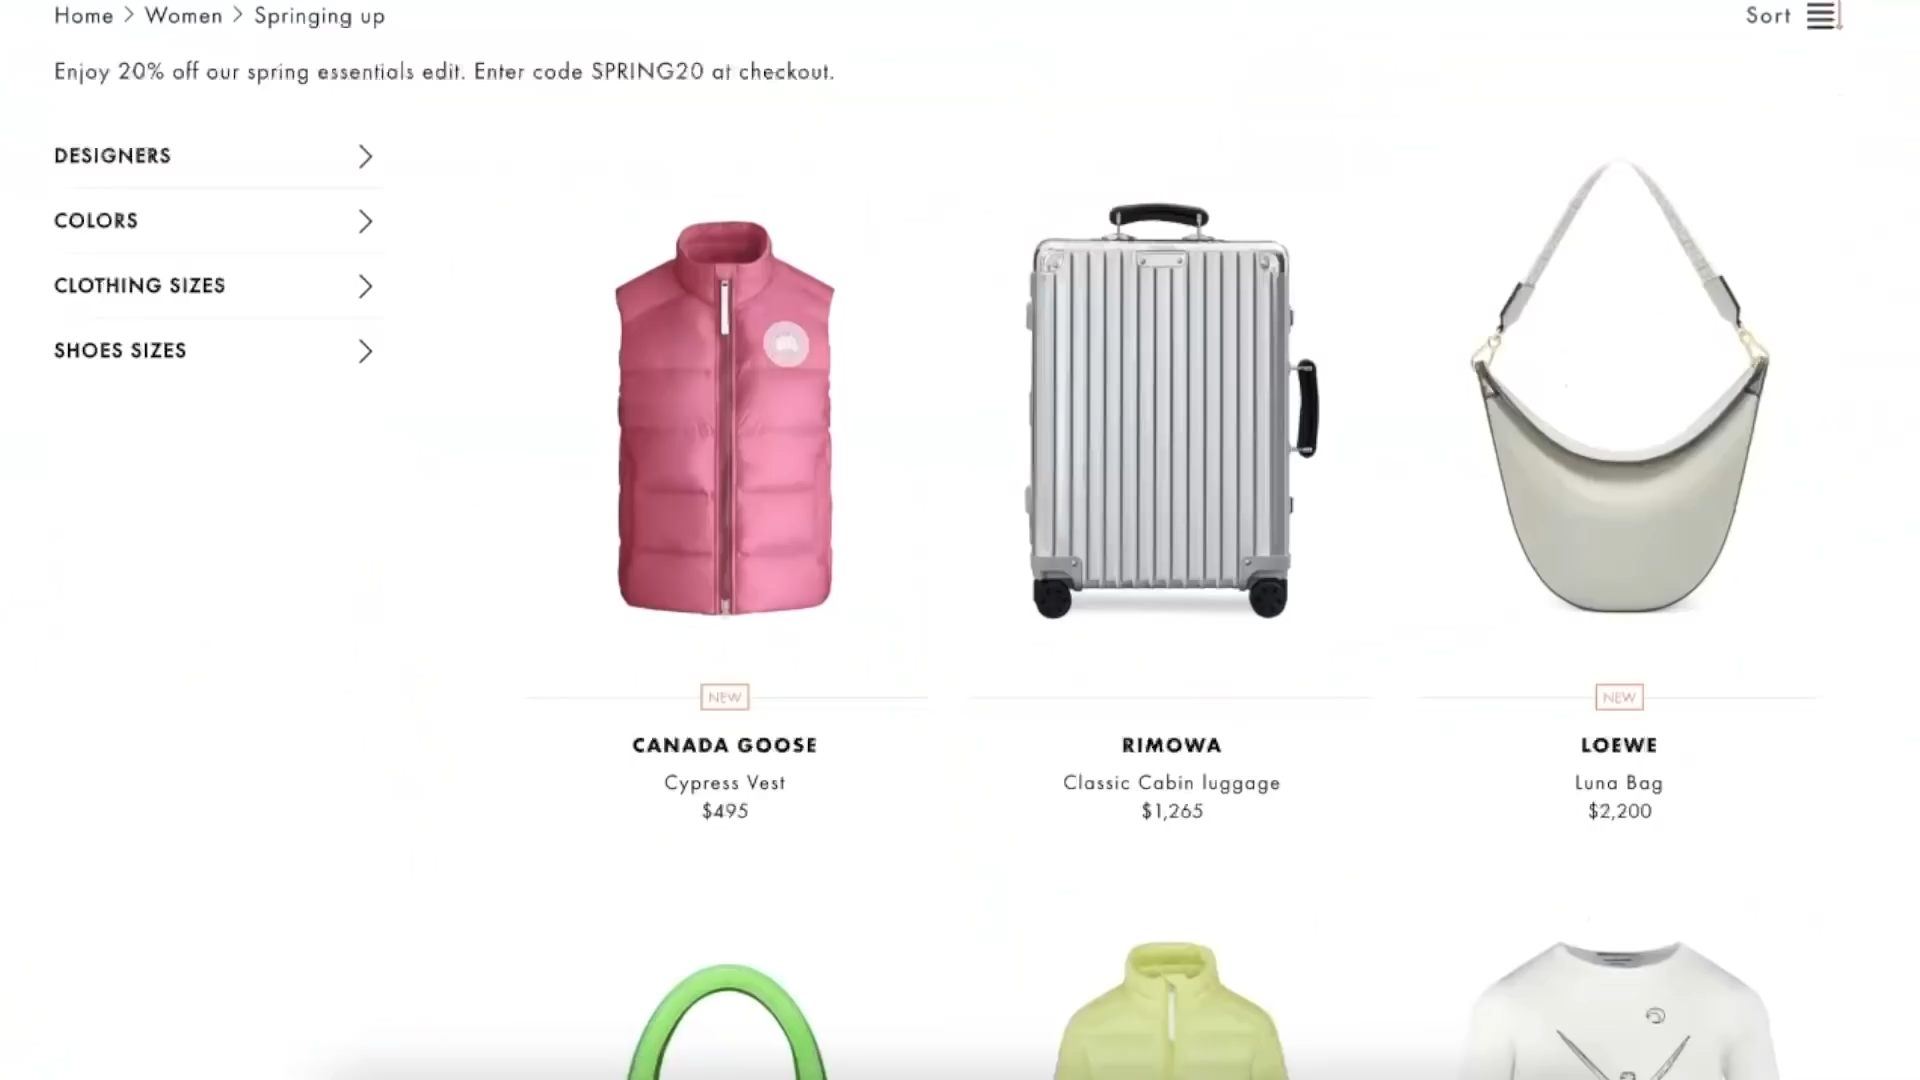 Home > Women > Springing up
Sort
Enjoy 20% off our spring essentials edit. Enter code SPRING20 at checkout.
DESIGNERS
COLORS
CLOTHING SIZES
SHOES SIZES
NEW
CANADA GOOSE
Cypress Vest
$495
RIMOWA
Classic Cabin luggage
$1,265
NEW
LOEWE
Luna Bag
$2,200